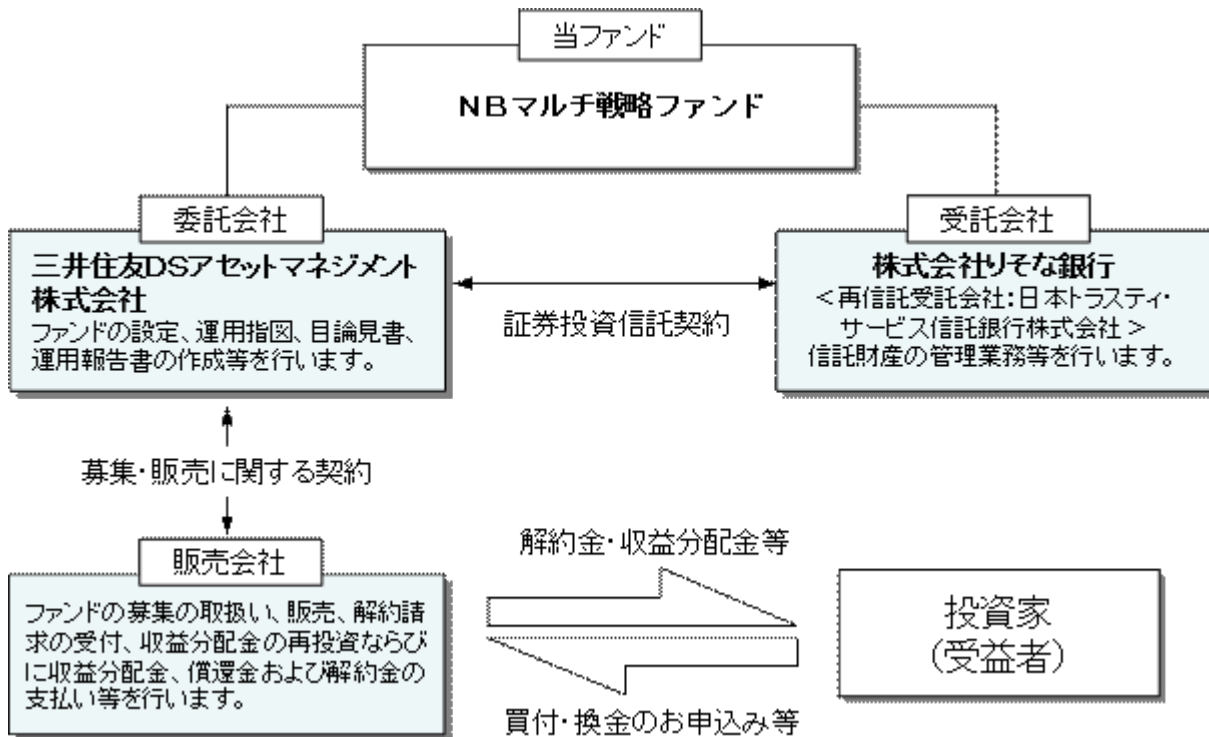 当ファンド
NBマルチ戦略ファンド
委託会社
三井住友DSアセットマネジメント
株式会社
ファンドの設定、運用指図、目論見書、
運用報告書の作成等を行います。
証券投資信託契約
受託会社
株式会社りそな銀行
<再信託受託会社:日本トラスティ・
サービス信託銀行株式会社>
信託財産の管理業務等を行います。
募集・販売に関する契約
販売会社
ファンドの募集の取扱い、販売、解約請
求の受付、収益分配金の再投資ならび
に収益分配金、償還金および解約金の
支払い等を行います。
解約金・収益分配金等
買付・換金のお申込み等
投資家
(受益者)